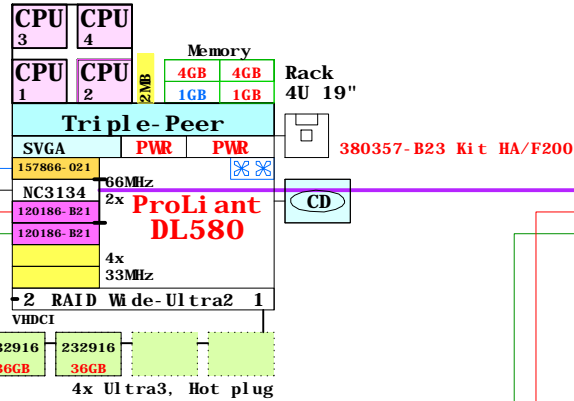 CPU CPU
3 4
Memory
4GB 4GB
CPU CPU
1 2
2MB
1GB 1GB
Rack
4U 19"
Triple-Peer
SVGA PWR PWR
380357-B23 Kit HA/F200
157866-021
66MHz
NC3134
2x
120186-B21
120186-B21
ProLiant
DL580
CD
4x
33MHz
2 RAID Wide-Ultra2 1
VHDCI
32916 232916
36GB 36GB
4x Ultra3, Hot plug